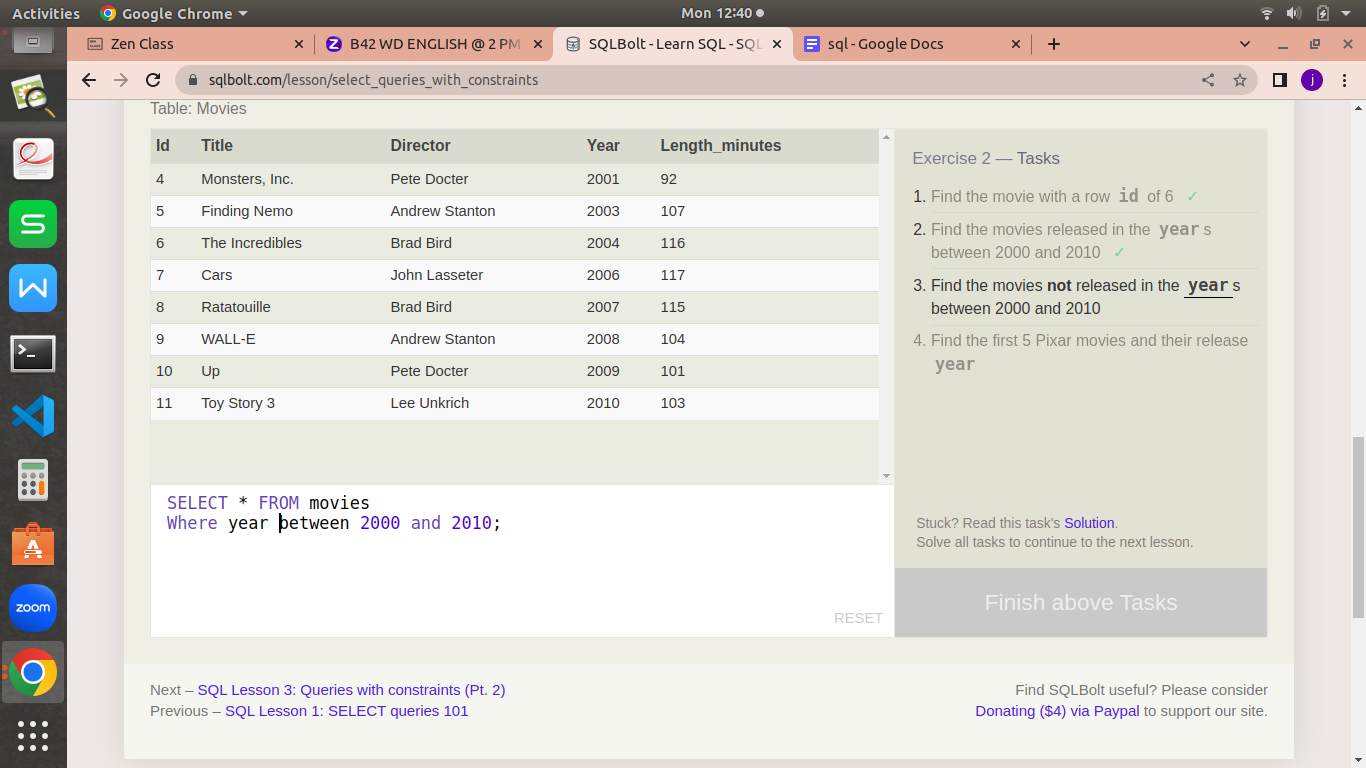 Activities Google Chrome Mon 12:40
Zen Class B42 WD ENGLISH @ 2 PM SQLBolt - Learn SQL - SQL sql - Google Docs
sqlbolt.com/lesson/select_queries_with_constraints j
Table: Movies
Id Title Director Year Length_minutes
4 Monsters, Inc. Pete Docter 2001 92
5 Finding Nemo Andrew Stanton 2003 107
6 The Incredibles Brad Bird 2004 116
7 Cars John Lasseter 2006 117
8 Ratatouille Brad Bird 2007 115
9 WALL-E Andrew Stanton 2008 104
10 Up Pete Docter 2009 101
11 Toy Story 3 Lee Unkrich 2010 103
SELECT * FROM movies
Where year between 2000 and 2010;
RESET
Exercise 2 — Tasks
1. Find the movie with a row id of 6 ✓
2. Find the movies released in the year s
between 2000 and 2010 ✓
3. Find the movies not released in the year s
between 2000 and 2010
4. Find the first 5 Pixar movies and their release
year
Stuck? Read this task's Solution.
Solve all tasks to continue to the next lesson.
Finish above Tasks
Next – SQL Lesson 3: Queries with constraints (Pt. 2)
Previous – SQL Lesson 1: SELECT queries 101
Find SQLBolt useful? Please consider
Donating ($4) via Paypal to support our site.
zoom